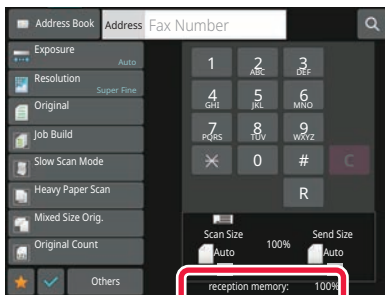 Address Book
Address
Fax Number
Exposure
Auto
Resolution
Super Fine
Original
Job Build
Slow Scan Mode
Heavy Paper Scan
Mixed Size Orig.
Original Count
Others
1
2
ABC
3
DEF
4
GHI
5
JKL
6
MNO
7
PQRS
8
TUV
9
WXYZ
0
#
C
R
Scan Size
Auto
100%
Send Size
Auto
reception memory: 100%